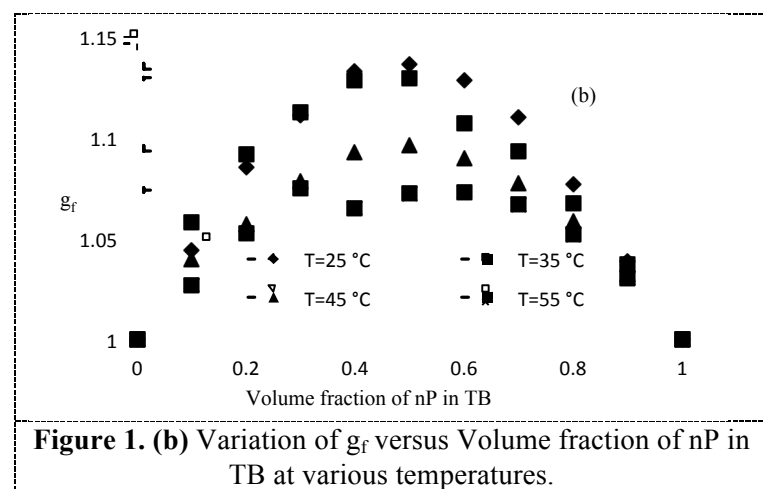 1.15
(b)
1.1
g_f
1.05
T=25 °C T=35 °C
T=45 °C T=55 °C
1
0 0.2 0.4 0.6 0.8 1
Volume fraction of nP in TB
Figure 1. (b) Variation of g_f versus Volume fraction of nP in
TB at various temperatures.